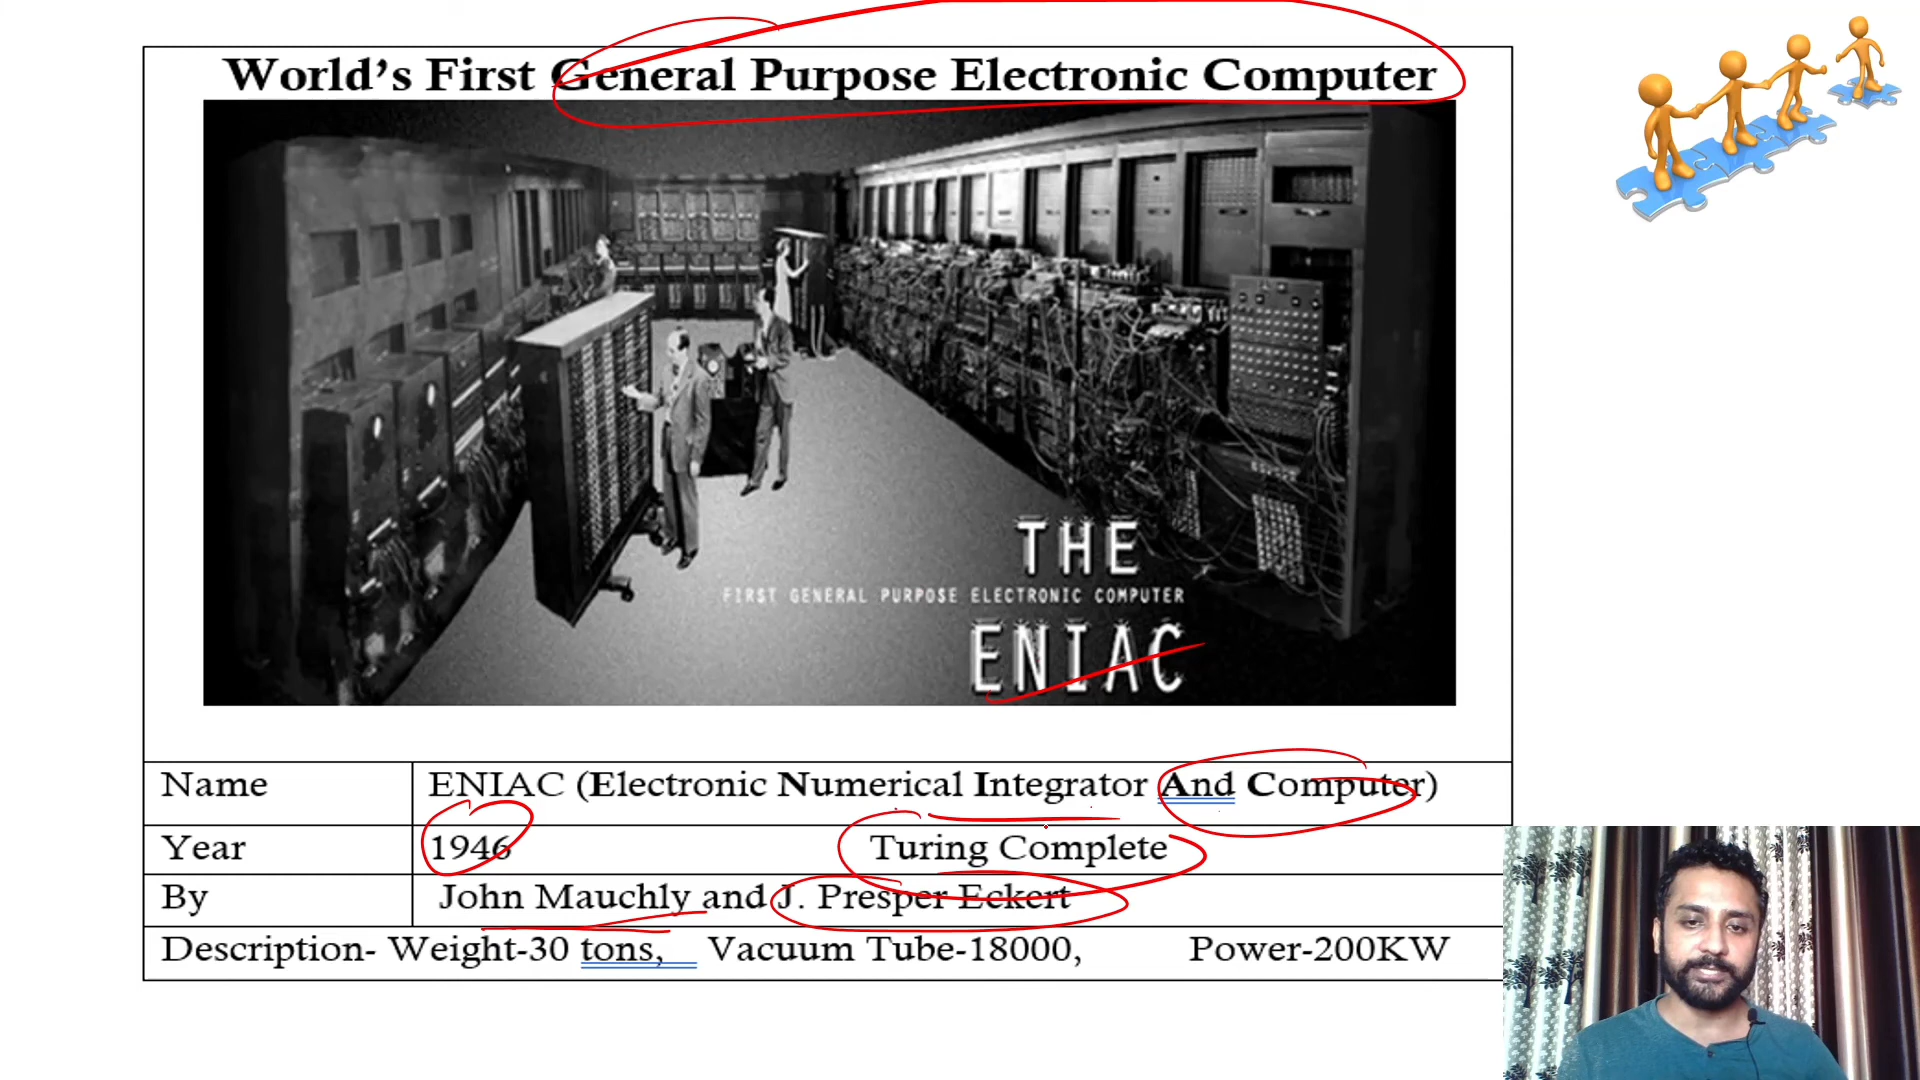 World's First General Purpose Electronic Computer
THE
FIRST GENERAL PURPOSE ELECTRONIC COMPUTER
ENIAC
Name ENIAC (Electronic Numerical Integrator And Computer)
Year 1946 Turing Complete
By John Mauchly and J. Presper Eckert
Description- Weight-30 tons, Vacuum Tube-18000, Power-200KW